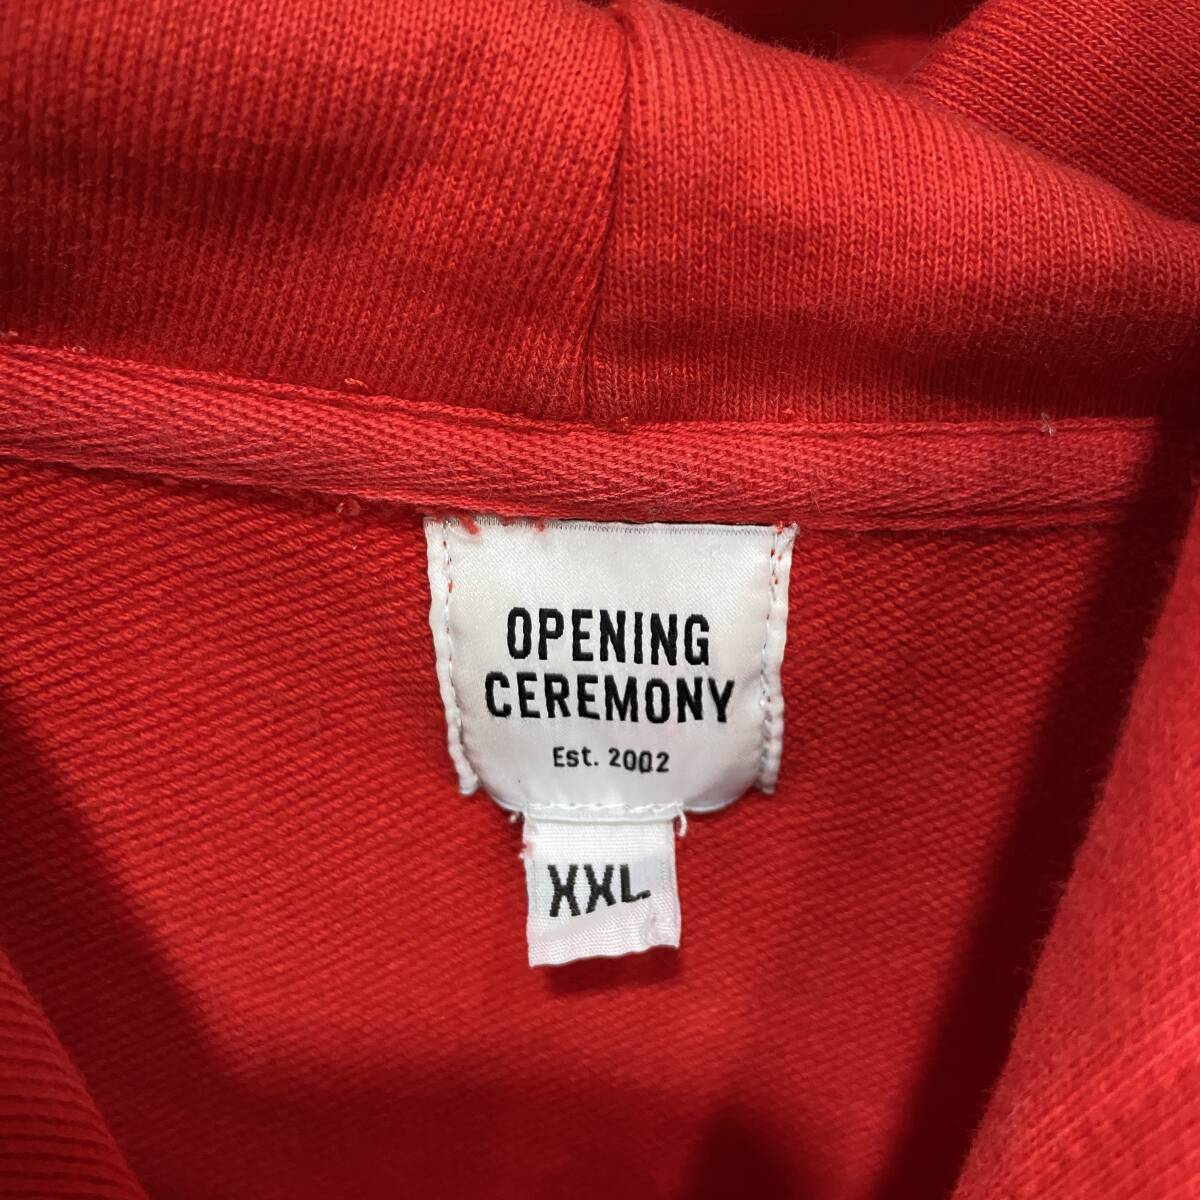 OPENING
CEREMONY
Est. 2002
XXL